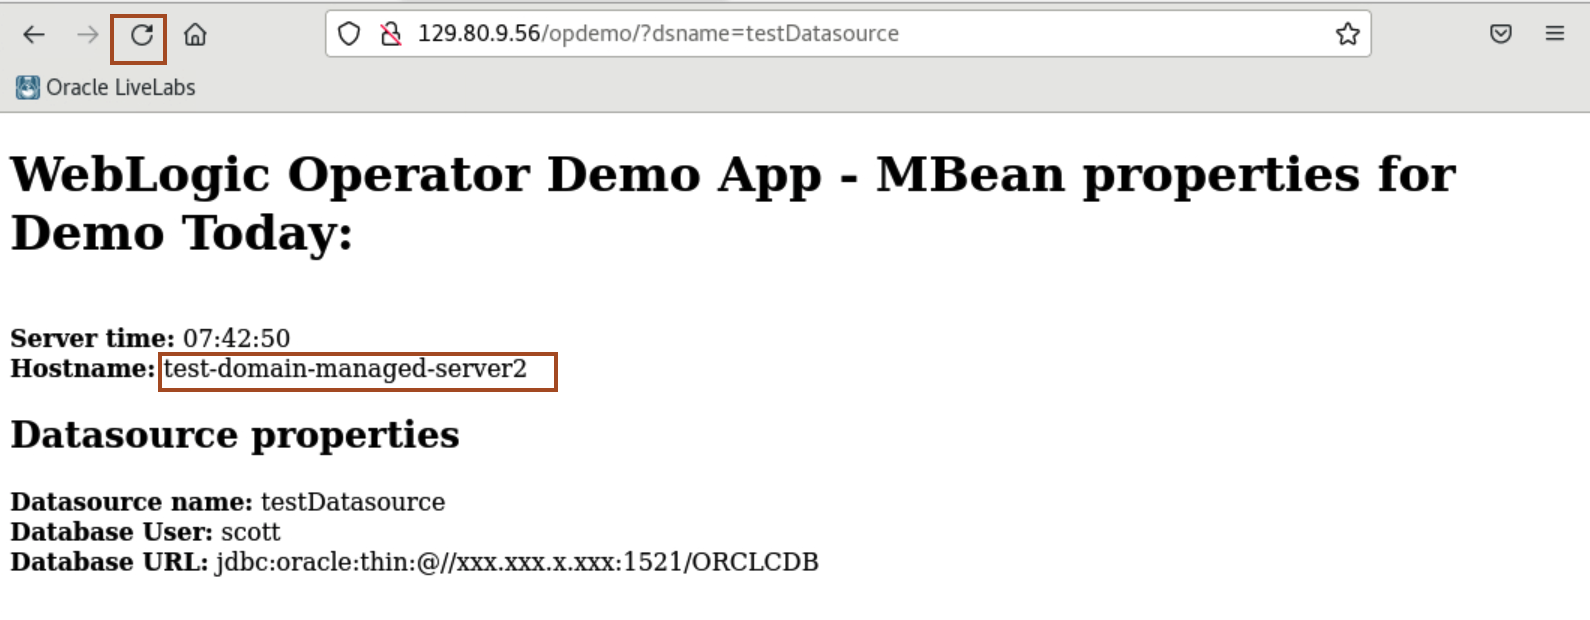 129.80.9.56/opdemo/?dsname=testDatasource
Oracle LiveLabs
WebLogic Operator Demo App - MBean properties for
Demo Today:
Server time: 07:42:50
Hostname: test-domain-managed-server2
Datasource properties
Datasource name: testDatasource
Database User: scott
Database URL: jdbc:oracle:thin:@//xxx.xxx.x.xxx:1521/ORCLCDB